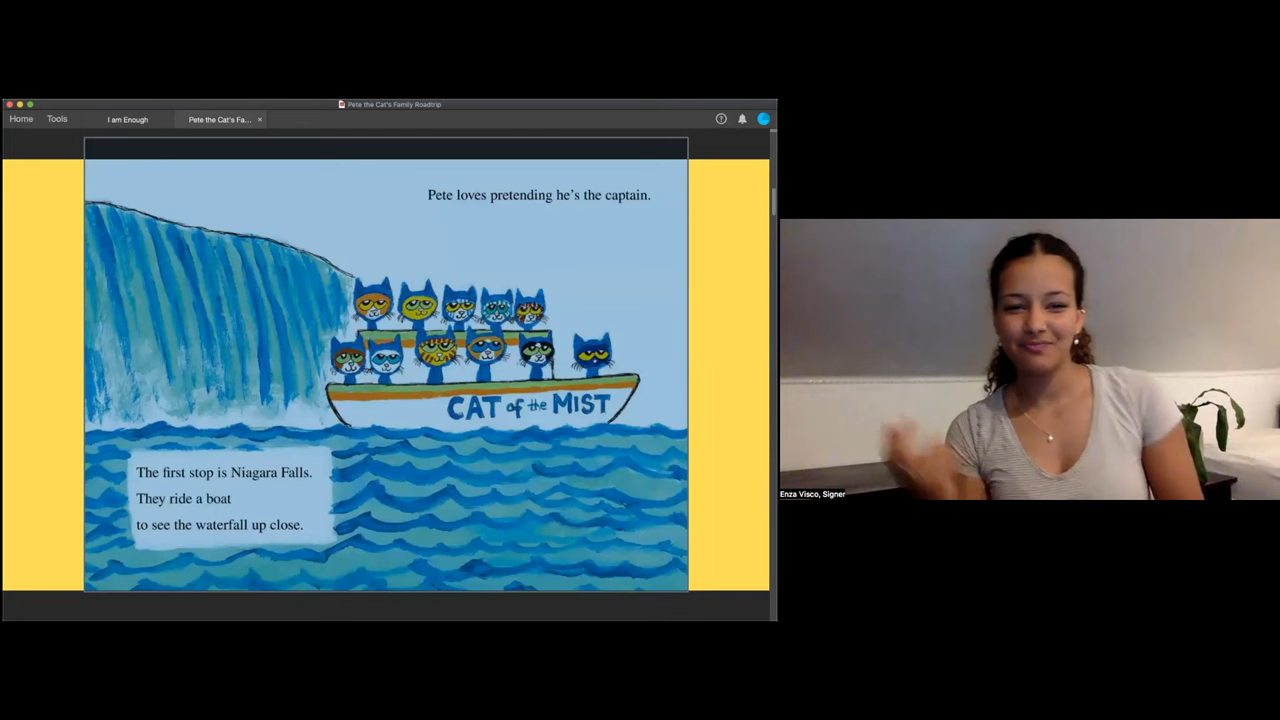 Pete the Cat's Family Roadtrip
Home
Tools
I am Enough
Pete the Cat's Fa...
Pete loves pretending he's the captain.
CAT of the MIST
The first stop is Niagara Falls.
They ride a boat
to see the waterfall up close.
Enza Visco, Signer